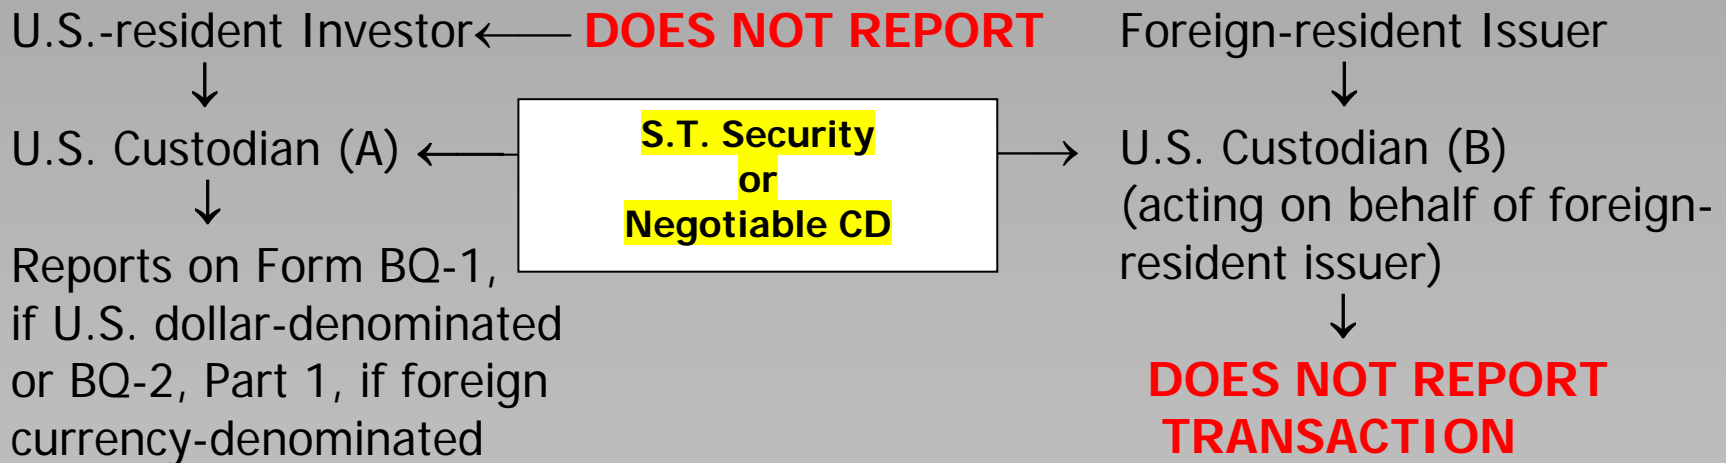 U.S.-resident Investor← DOES NOT REPORT
↓
U.S. Custodian (A) ←
↓
Reports on Form BQ-1,
if U.S. dollar-denominated
or BQ-2, Part 1, if foreign
currency-denominated
S.T. Security
or
Negotiable CD
→
Foreign-resident Issuer
↓
U.S. Custodian (B)
(acting on behalf of foreign-
resident issuer)
↓
DOES NOT REPORT
TRANSACTION